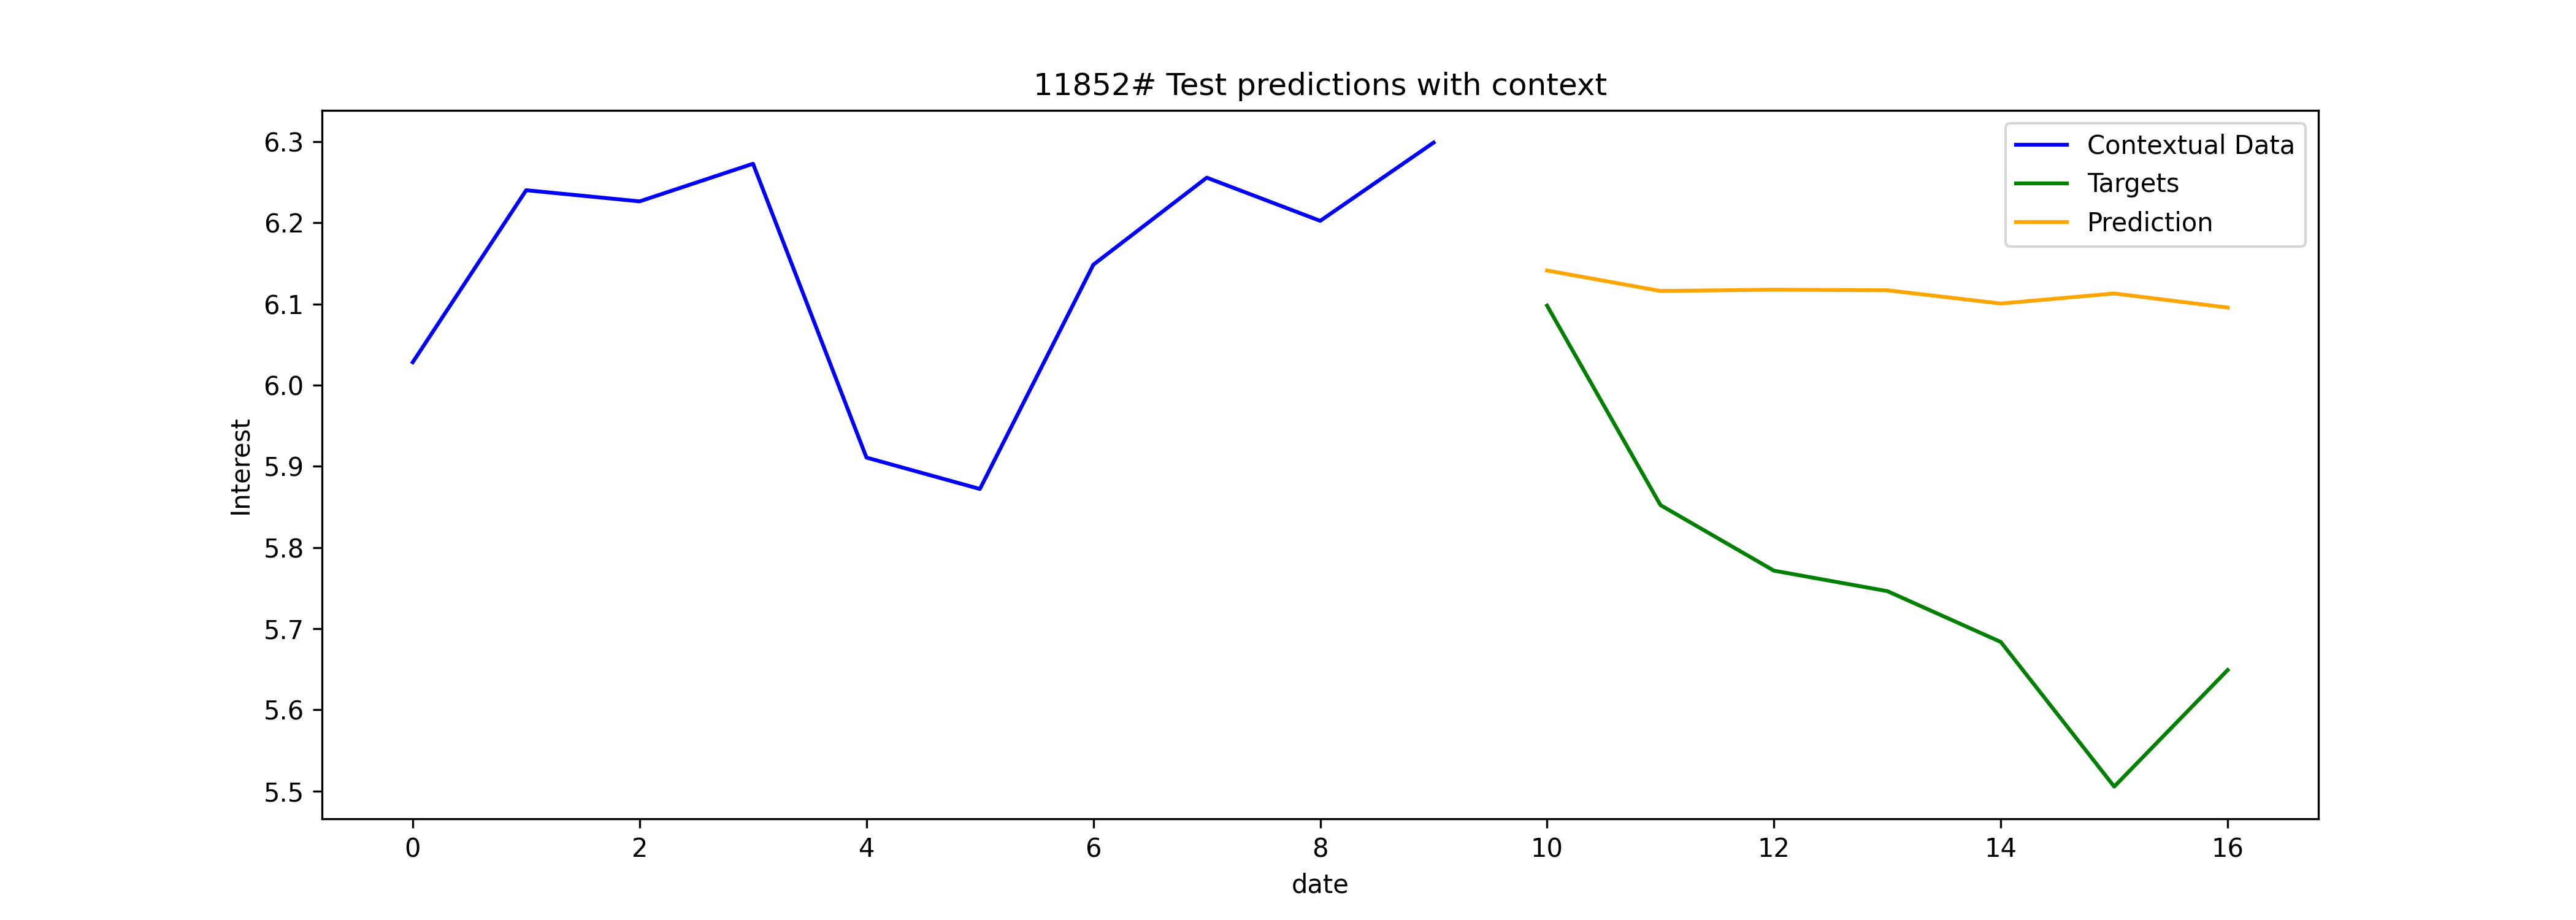 11852# Test predictions with context
Contextual Data
Targets
Prediction
6.3
6.2
6.1
6.0
5.9
5.8
5.7
5.6
5.5
Interest
0 2 4 6 8 10 12 14 16
date